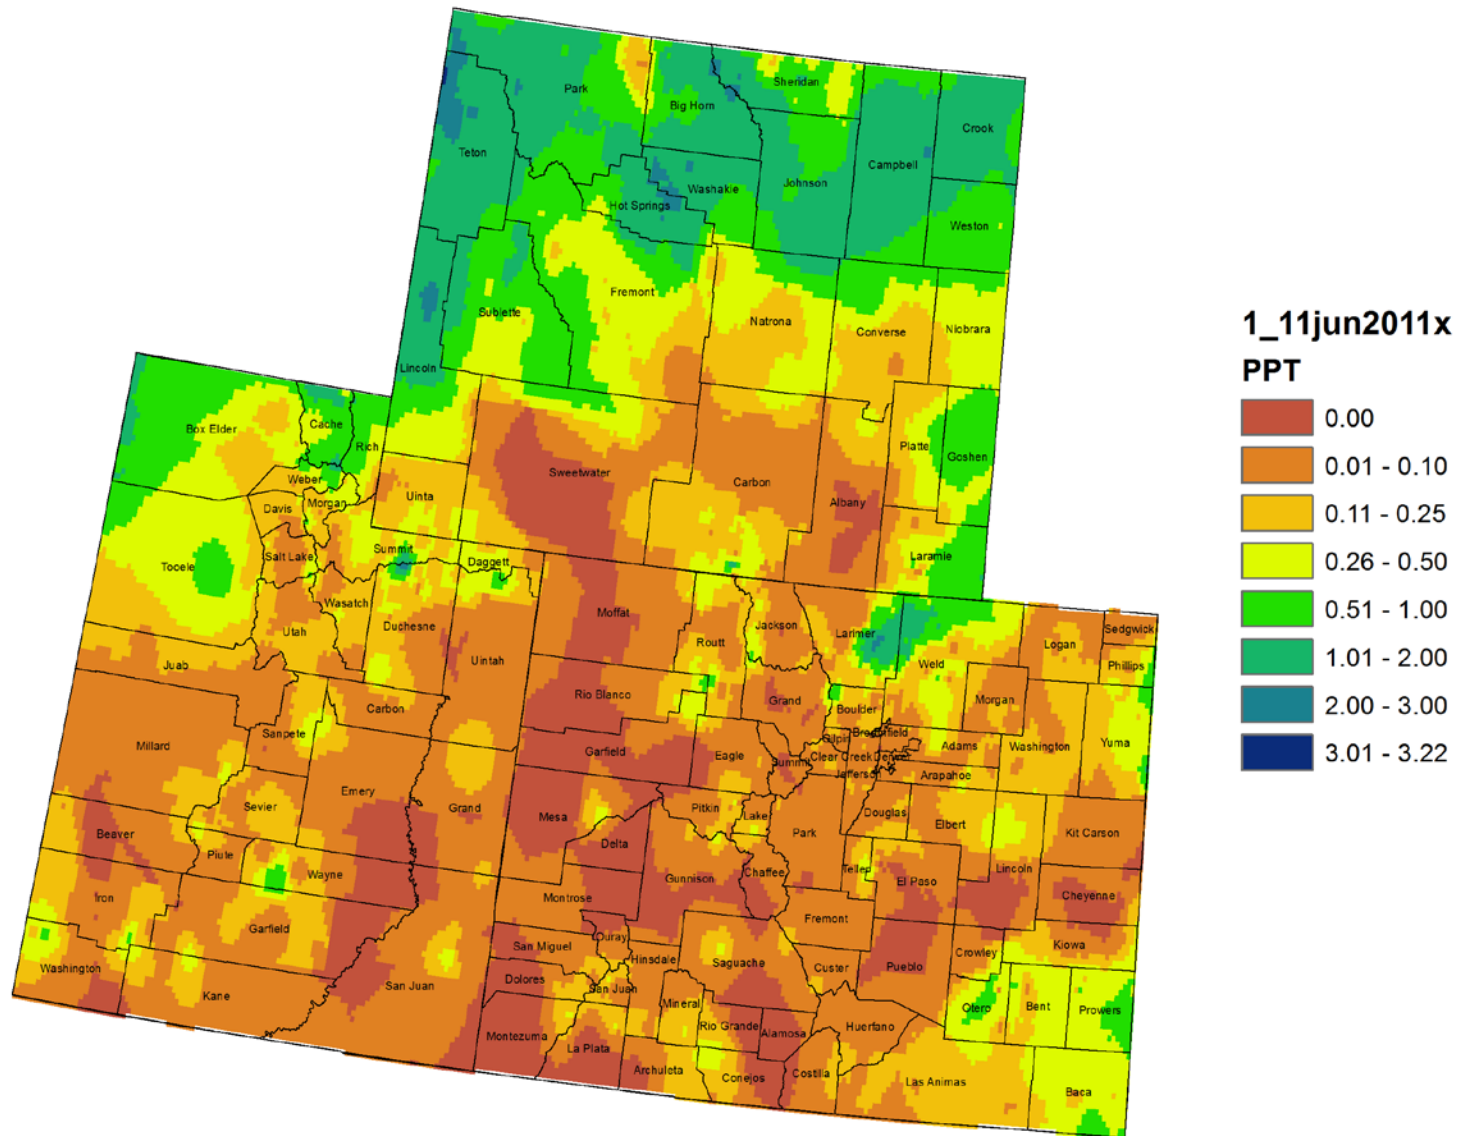 Park
Big Horn
Sheridan
Crook
Teton
Campbell
Johnson
Washakie
Hot Springs
Weston
Fremont
Natrona
Converse
Niobrara
Sublette
Lincoln
Box Elder
Cache
Rich
Platte
Goshen
Weber
Uinta
Sweetwater
Carbon
Albany
Davis
Morgan
Salt Lake
Summit
Daggett
Laramie
Tooele
Wasatch
Utah
Duchesne
Uintah
Moffat
Routt
Jackson
Larimer
Weld
Logan
Sedgwick
Phillips
Juab
Rio Blanco
Grand
Boulder
Morgan
Carbon
Millard
Sanpete
Garfield
Eagle
Summit
Gilpin
Broomfield
Clear Creek
Denver
Jefferson
Adams
Arapahoe
Washington
Yuma
Emery
Grand
Sevier
Mesa
Pitkin
Lake
Park
Douglas
Elbert
Kit Carson
Beaver
Piute
Wayne
Delta
Gunnison
Chaffee
Teller
El Paso
Lincoln
Cheyenne
Iron
Garfield
Montrose
Fremont
Kiowa
Crowley
San Miguel
Ouray
Hinsdale
Saguache
Custer
Pueblo
Washington
Kane
San Juan
Dolores
San Juan
Mineral
Rio Grande
Alamosa
Huerfano
Otero
Bent
Prowers
Montezuma
La Plata
Archuleta
Conejos
Costilla
Las Animas
Baca
1_11jun2011x
PPT
0.00
0.01 - 0.10
0.11 - 0.25
0.26 - 0.50
0.51 - 1.00
1.01 - 2.00
2.00 - 3.00
3.01 - 3.22